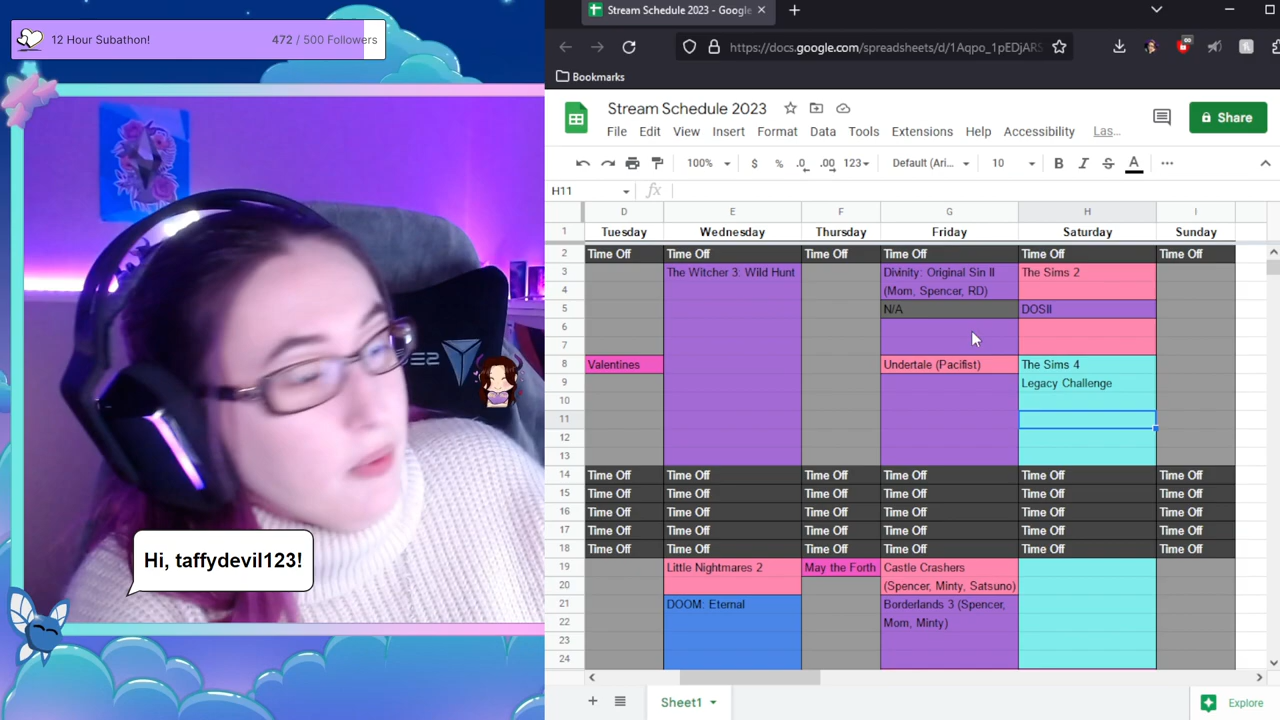 12 Hour Subathon!
472 / 500 Followers
Hi, taffydevil123!
Stream Schedule 2023 - Google
https://docs.google.com/spreadsheets/d/1Aqpo_1pEDjARS
Bookmarks
Stream Schedule 2023
File Edit View Insert Format Data Tools Extensions Help Accessibility Las...
Share
100% $ % .0 .00 123 Default (Ari... 10 B I S A
H11 fx
D E F G H I
1 Tuesday Wednesday Thursday Friday Saturday Sunday
2 Time Off Time Off Time Off Time Off Time Off Time Off
3 The Witcher 3: Wild Hunt Divinity: Original Sin II The Sims 2
4 (Mom, Spencer, RD)
5 N/A DOSII
6
7
8 Valentines Undertale (Pacifist) The Sims 4
9 Legacy Challenge
10
11
12
13
14 Time Off Time Off Time Off Time Off Time Off Time Off
15 Time Off Time Off Time Off Time Off Time Off Time Off
16 Time Off Time Off Time Off Time Off Time Off Time Off
17 Time Off Time Off Time Off Time Off Time Off Time Off
18 Time Off Time Off Time Off Time Off Time Off Time Off
19 Little Nightmares 2 May the Forth Castle Crashers
20 (Spencer, Minty, Satsuno)
21 DOOM: Eternal Borderlands 3 (Spencer,
22 Mom, Minty)
23
24
Sheet1
Explore